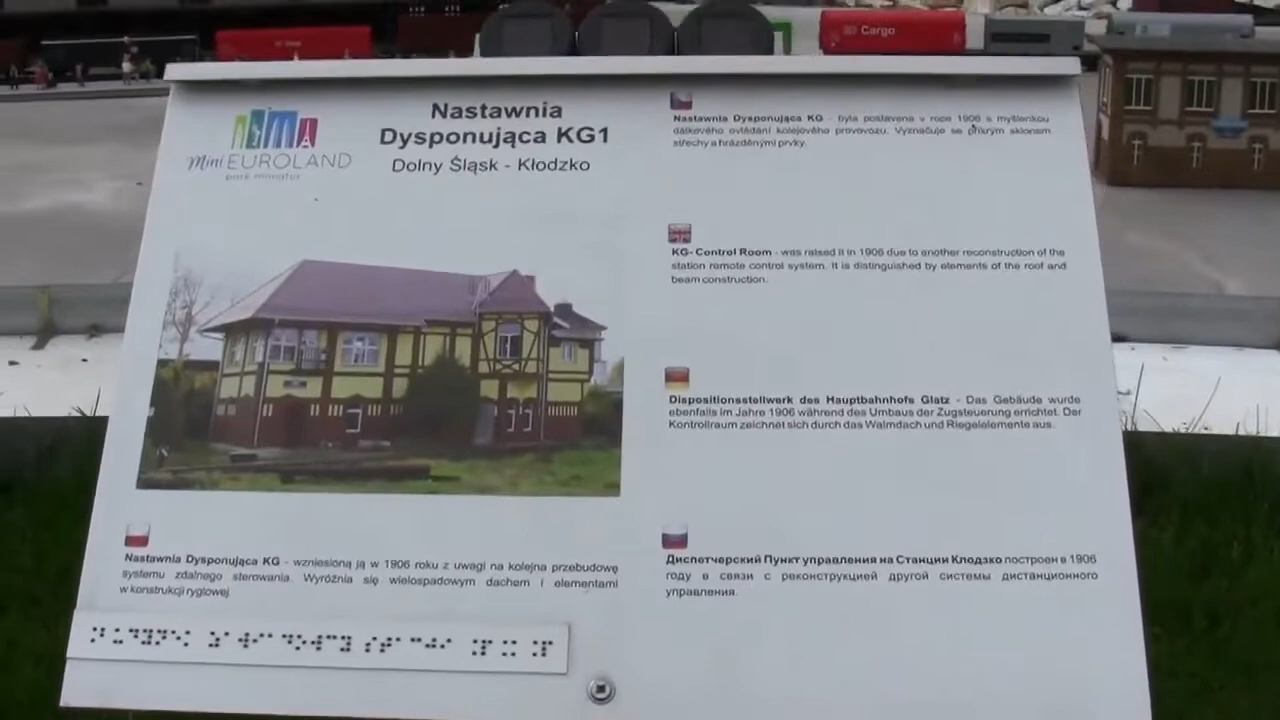 Cargo
Mini EUROLAND
park miniatur
Nastawnia
Dysponująca KG1
Dolny Śląsk - Kłodzko
Nastawnia Dysponująca KG - wzniesioną ją w 1906 roku z uwagi na kolejna przebudowę
systemu zdalnego sterowania. Wyróżnia się wielospadowym dachem i elementami
w konstrukcji ryglowej.
Nastawnia Dysponująca KG - byla postavena v roce 1906 s myšlenkou
dálkového ovládání kolejového provovozu. Vyznačuje se příkrým sklonem
střechy a hrázděnými prvky.
KG- Control Room - was raised it in 1906 due to another reconstruction of the
station remote control system. It is distinguished by elements of the roof and
beam construction.
Dispositionsstellwerk des Hauptbahnhofs Glatz - Das Gebäude wurde
ebenfalls im Jahre 1906 während des Umbaus der Zugsteuerung errichtet. Der
Kontrollraum zeichnet sich durch das Walmdach und Riegelelemente aus.
Диспетчерский Пункт управления на Станции Клодзко построен в 1906
году в связи с реконструкцией другой системы дистанционного
управления.